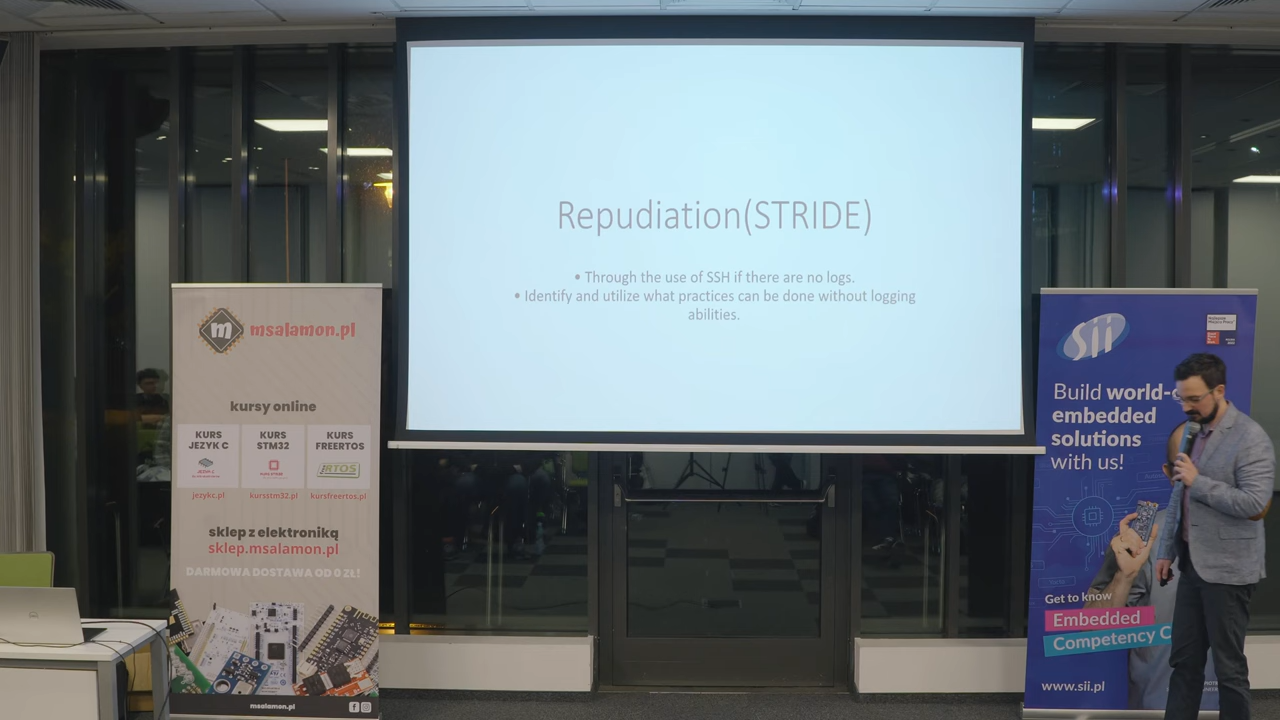 Repudiation(STRIDE)
• Through the use of SSH if there are no logs.
• Identify and utilize what practices can be done without logging
abilities.
m msalamon.pl
kursy online
KURS
JEZYK C
jezykc.pl
KURS
STM32
kursstm32.pl
KURS
FREERTOS
RTOS
kursfreertos.pl
sklep z elektroniką
sklep.msalamon.pl
DARMOWA DOSTAWA OD 0 ZŁ!
msalamon.pl
sii
Build world-c
embedded
solutions
with us!
Get to know
Embedded
Competency C
www.sii.pl